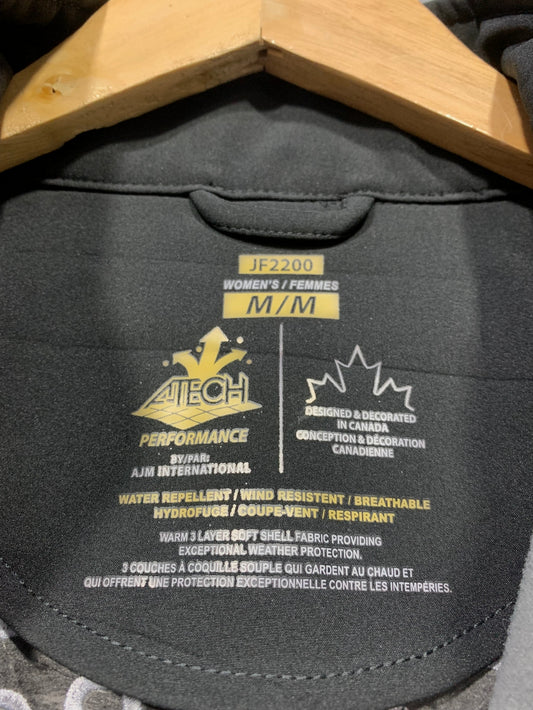 JF2200
WOMEN'S / FEMMES
M/M
ATECH
PERFORMANCE
BY/PAR:
AJM INTERNATIONAL
DESIGNED & DECORATED
IN CANADA
CONCEPTION & DÉCORATION
CANADIENNE
WATER REPELLENT / WIND RESISTENT / BREATHABLE
HYDROFUGE / COUPE-VENT / RESPIRANT
WARM 3 LAYER SOFT SHELL FABRIC PROVIDING
EXCEPTIONAL WEATHER PROTECTION.
3 COUCHES À COQUILLE SOUPLE QUI GARDENT AU CHAUD ET
QUI OFFRENT UNE PROTECTION EXCEPTIONELLE CONTRE LES INTEMPÉRIES.